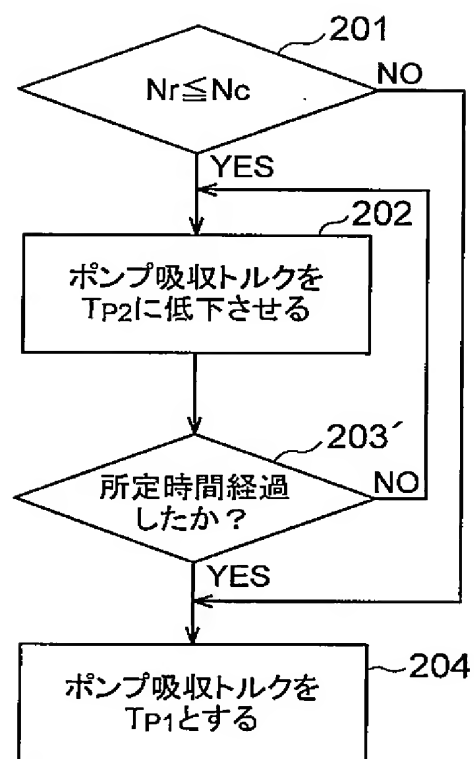 201
Nr≦Nc
NO
YES
202
ポンプ吸収トルクを
TP2に低下させる
203´
所定時間経過
したか？
NO
YES
204
ポンプ吸収トルクを
TP1とする